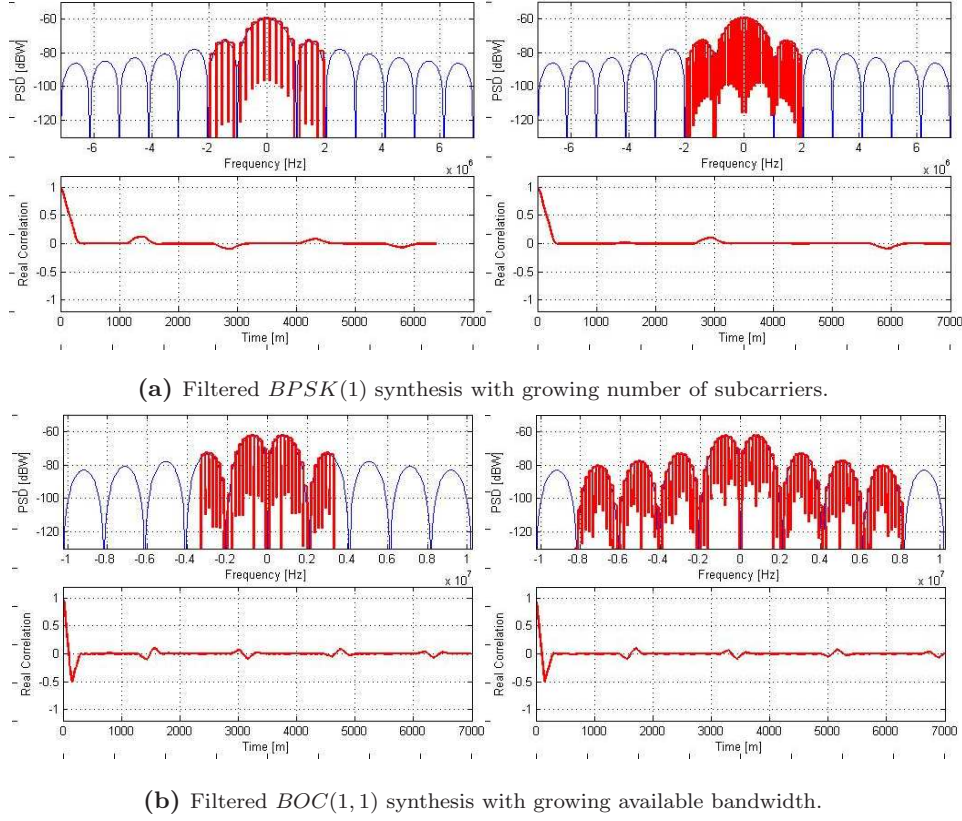 PSD [dBW]
-60
-80
-100
-120
-6 -4 -2 0 2 4 6
Frequency [Hz]
x 10^6
Real Correlation
1
0.5
0
-0.5
-1
0 1000 2000 3000 4000 5000 6000 7000
Time [m]
PSD [dBW]
-60
-80
-100
-120
-6 -4 -2 0 2 4 6
Frequency [Hz]
x 10^6
Real Correlation
1
0.5
0
-0.5
-1
0 1000 2000 3000 4000 5000 6000 7000
Time [m]
(a) Filtered BPSK(1) synthesis with growing number of subcarriers.
PSD [dBW]
-60
-80
-100
-120
-1 -0.8 -0.6 -0.4 -0.2 0 0.2 0.4 0.6 0.8 1
Frequency [Hz]
x 10^7
Real Correlation
1
0.5
0
-0.5
-1
0 1000 2000 3000 4000 5000 6000 7000
Time [m]
PSD [dBW]
-60
-80
-100
-120
-1 -0.8 -0.6 -0.4 -0.2 0 0.2 0.4 0.6 0.8 1
Frequency [Hz]
x 10^7
Real Correlation
1
0.5
0
-0.5
-1
0 1000 2000 3000 4000 5000 6000 7000
Time [m]
(b) Filtered BOC(1, 1) synthesis with growing available bandwidth.